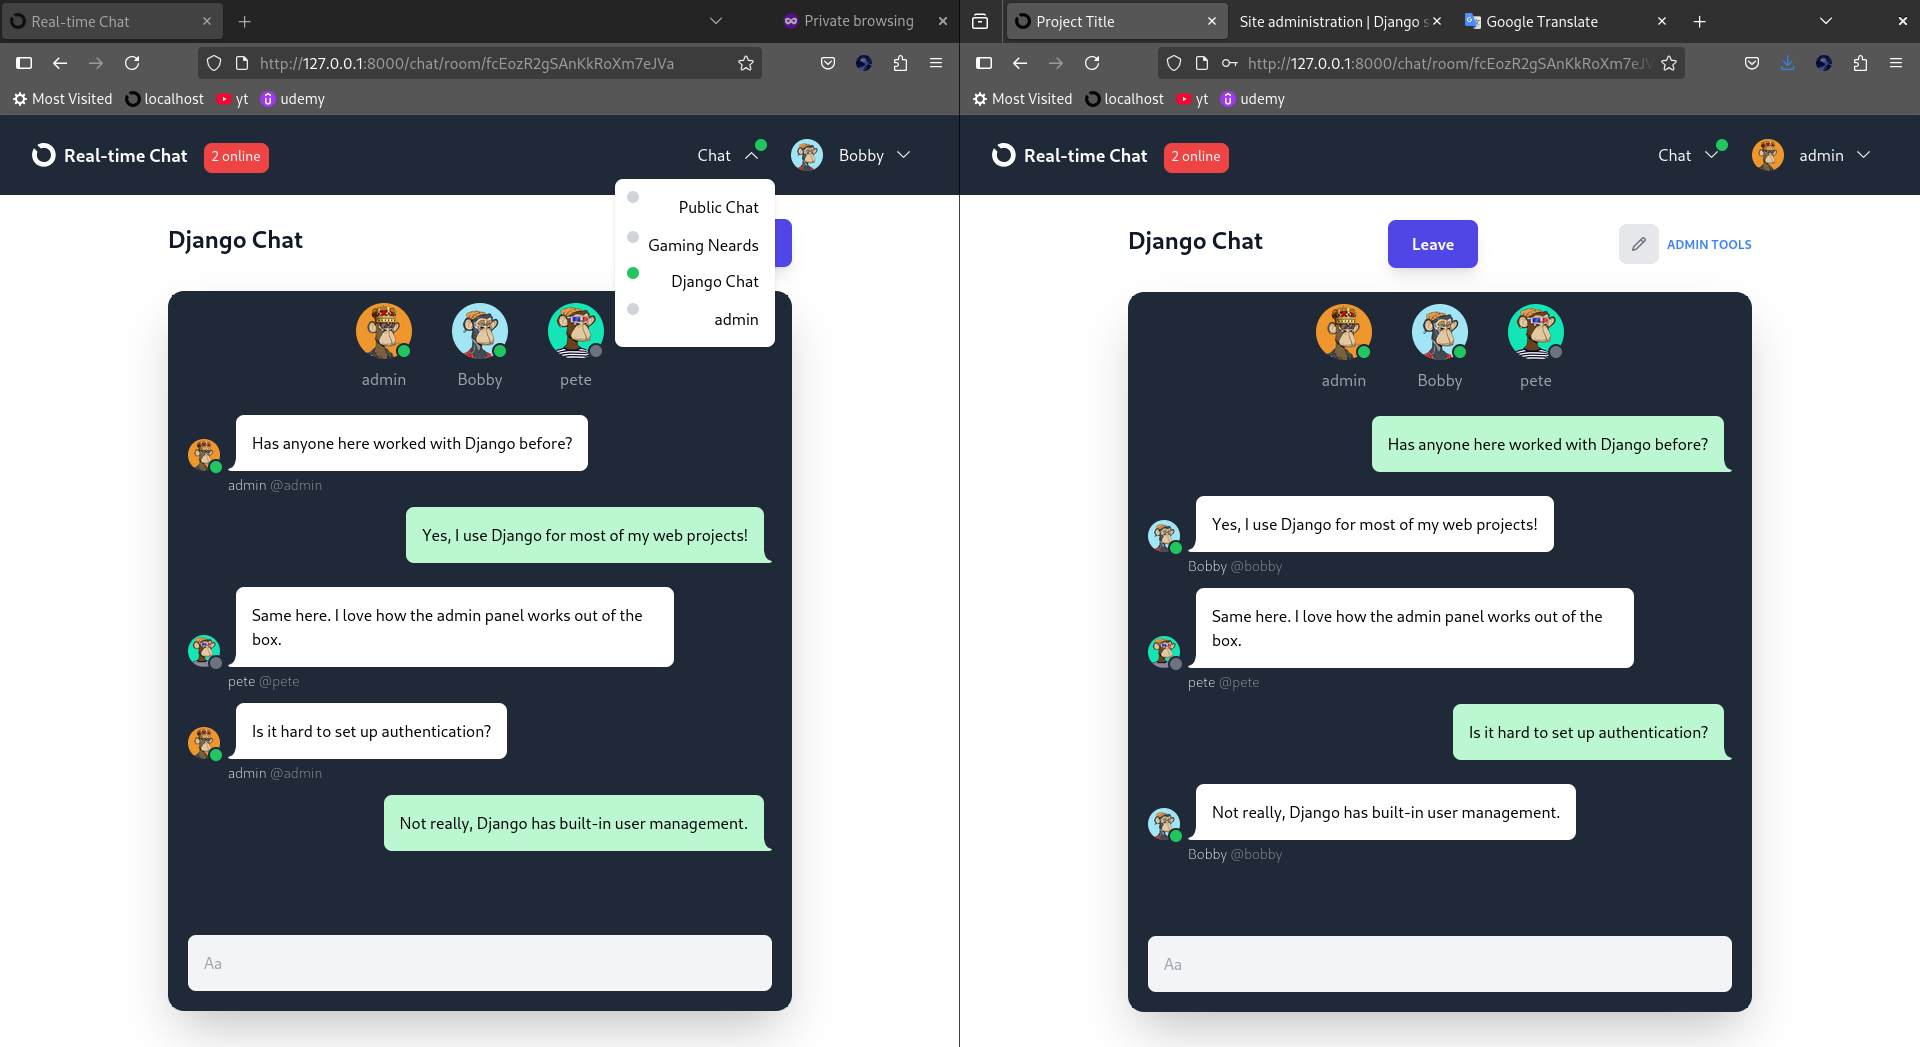 Real-time Chat
Private browsing
http://127.0.0.1:8000/chat/room/fcEozR2gSAnKkRoXm7eJVa
Most Visited
localhost
yt
udemy
Real-time Chat
2 online
Chat
Bobby
Public Chat
Gaming Neards
Django Chat
admin
Django Chat
admin
Bobby
pete
Has anyone here worked with Django before?
admin @admin
Yes, I use Django for most of my web projects!
Same here. I love how the admin panel works out of the
box.
pete @pete
Is it hard to set up authentication?
admin @admin
Not really, Django has built-in user management.
Aa
Project Title
Site administration | Django s
Google Translate
http://127.0.0.1:8000/chat/room/fcEozR2gSAnKkRoXm7eJV
Most Visited
localhost
yt
udemy
Real-time Chat
2 online
Chat
admin
Django Chat
Leave
ADMIN TOOLS
admin
Bobby
pete
Has anyone here worked with Django before?
Yes, I use Django for most of my web projects!
Bobby @bobby
Same here. I love how the admin panel works out of the
box.
pete @pete
Is it hard to set up authentication?
Not really, Django has built-in user management.
Bobby @bobby
Aa